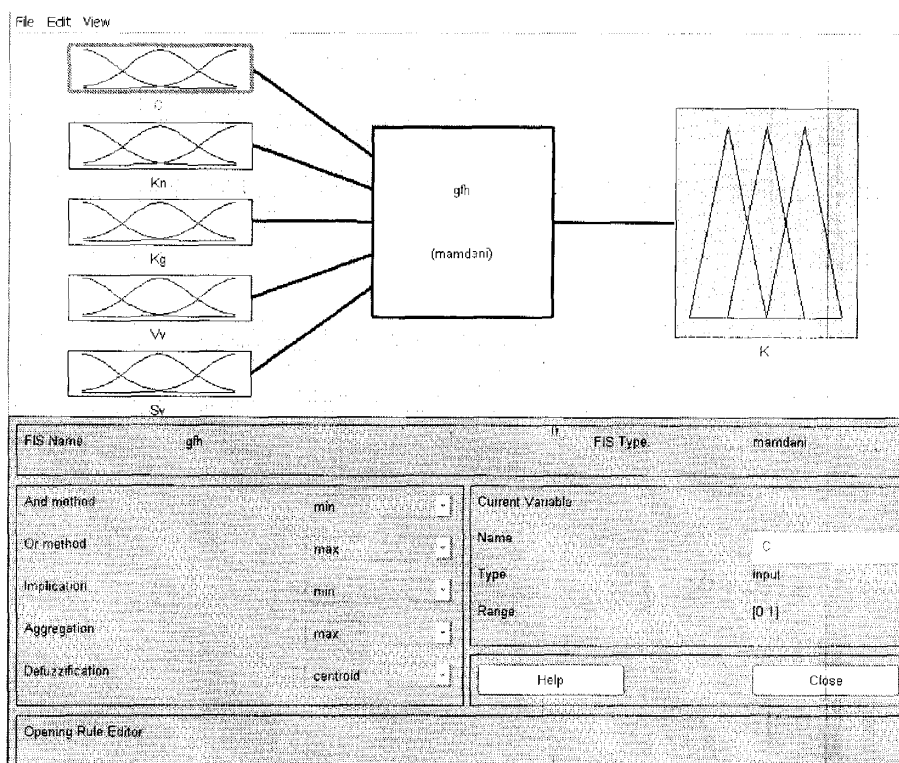 File Edit View
C
Kn
Kg
Vv
Sv
gfh
(mamdani)
K
FIS Name gfh FIS Type mamdani
And method min
Or method max
Implication min
Aggregation max
Defuzzification centroid
Current Variable
Name C
Type input
Range [0 1]
Help Close
Opening Rule Editor